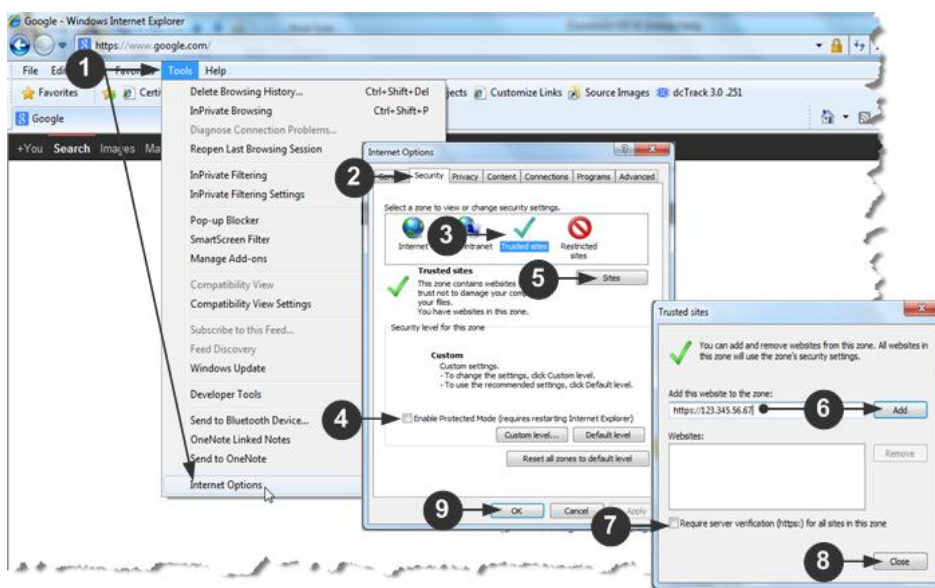 Google - Windows Internet Explorer
https://www.google.com/
File Edi Favorites Tools Help
Favorites Certi jects Customize Links Source Images dcTrack 3.0 .251
Google
+You Search Images Ma
Delete Browsing History... Ctrl+Shift+Del
InPrivate Browsing Ctrl+Shift+P
Diagnose Connection Problems...
Reopen Last Browsing Session
InPrivate Filtering
InPrivate Filtering Settings
Pop-up Blocker
SmartScreen Filter
Manage Add-ons
Compatibility View
Compatibility View Settings
Subscribe to this Feed...
Feed Discovery
Windows Update
Developer Tools
Send to Bluetooth Device...
OneNote Linked Notes
Send to OneNote
Internet Options
1
Internet Options
2
Security Privacy Content Connections Programs Advanced
Select a zone to view or change security settings.
3
Internet intranet Trusted sites Restricted
sites
Trusted sites
5
Sites
This zone contains websites
trust not to damage your
your files.
You have websites in this zone.
Security level for this zone
Custom
Custom settings.
- To change the settings, click Custom level.
- To use the recommended settings, click Default level.
4
Enable Protected Mode (requires restarting Internet Explorer)
Custom level... Default level
Reset all zones to default level
9
OK Cancel Apply
Trusted sites
You can add and remove websites from this zone. All websites in
this zone will use the zone's security settings.
Add this website to the zone:
https://123.345.56.67
6
Add
Websites:
Remove
7
Require server verification (https:) for all sites in this zone
8
Close